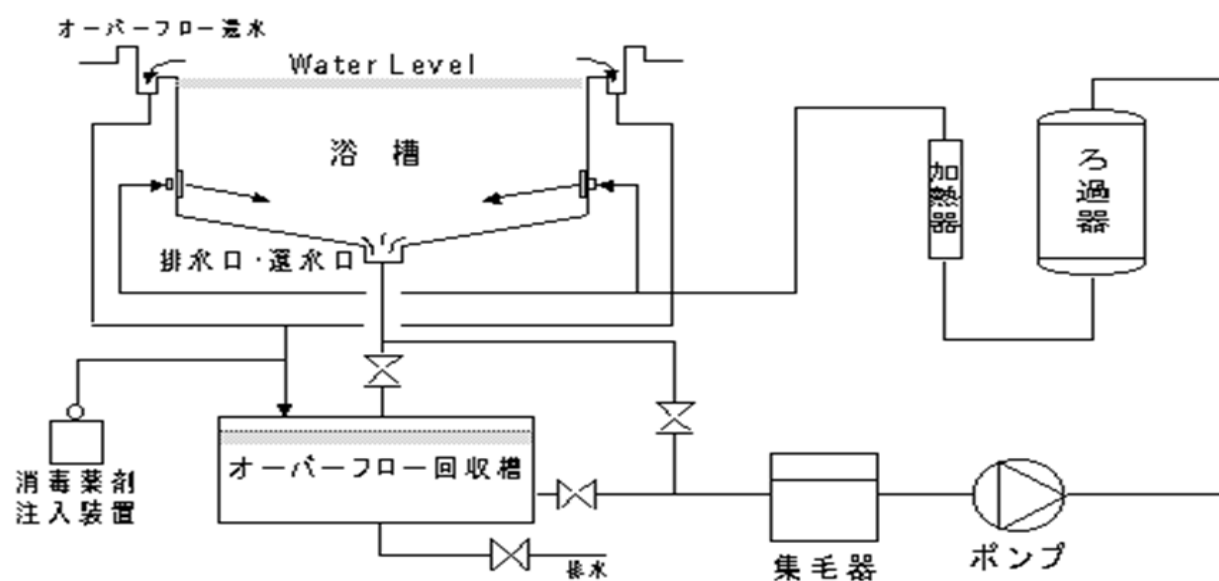 オーバーフロー還水
Water Level
浴 槽
加熱器
ろ過器
排水口・還水口
オーバーフロー回収槽
消毒薬剤
注入装置
集毛器
ポンプ
排水